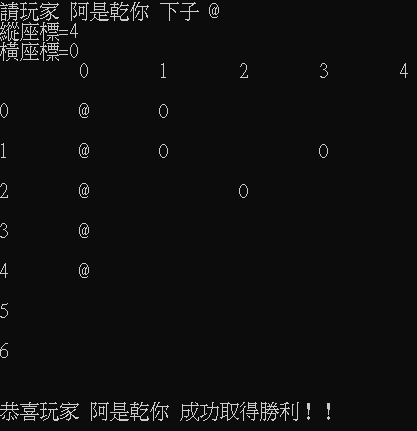 請玩家 阿是乾你 下子 @
縱座標=4
橫座標=0
0 1 2 3 4
0 @ O
1 @ O O
2 @ O
3 @
4 @
5
6
恭喜玩家 阿是乾你 成功取得勝利！！